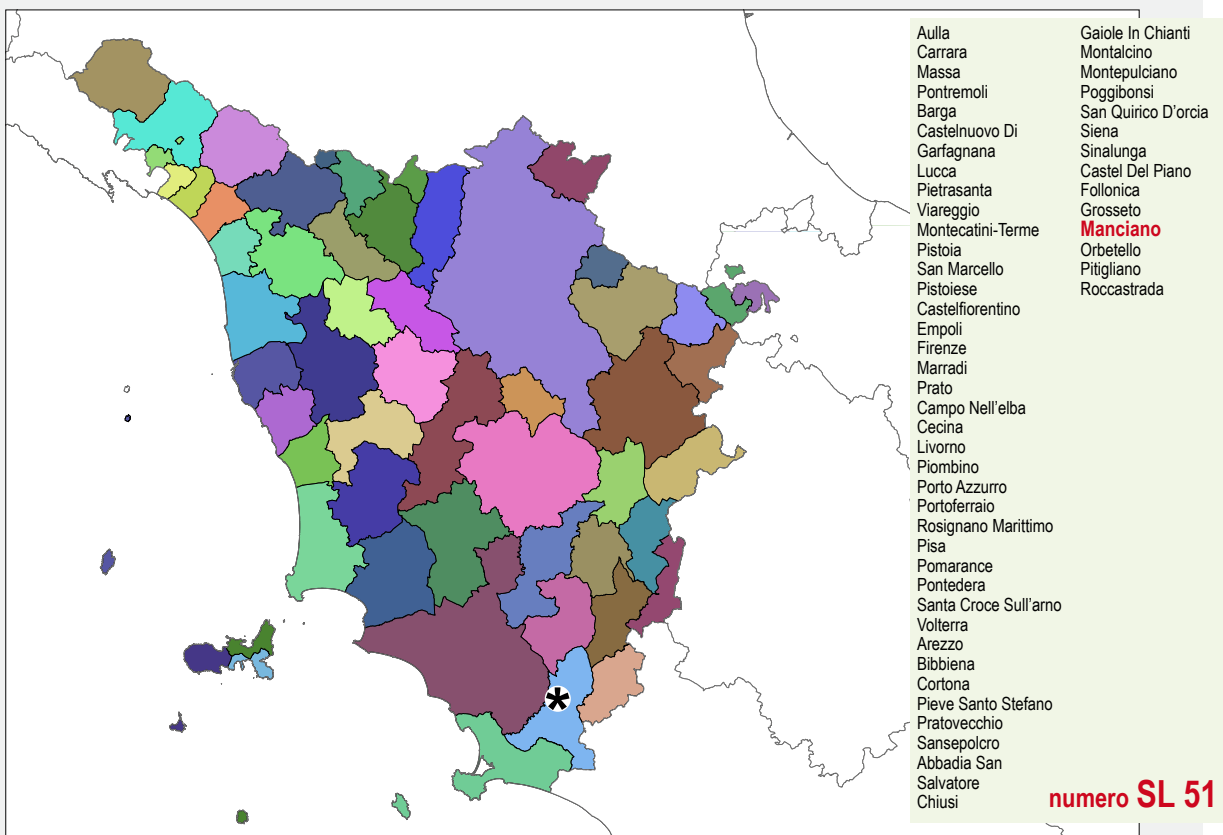 Aulla
Carrara
Massa
Pontremoli
Barga
Castelnuovo Di
Garfagnana
Lucca
Pietrasanta
Viareggio
Montecatini-Terme
Pistoia
San Marcello
Pistoiese
Castelfiorentino
Empoli
Firenze
Marradi
Prato
Campo Nell'elba
Cecina
Livorno
Piombino
Porto Azzurro
Portoferraio
Rosignano Marittimo
Pisa
Pomarance
Pontedera
Santa Croce Sull'arno
Volterra
Arezzo
Bibbiena
Cortona
Pieve Santo Stefano
Pratovecchio
Sansepolcro
Abbadia San
Salvatore
Chiusi
Gaiole In Chianti
Montalcino
Montepulciano
Poggibonsi
San Quirico D'orcia
Siena
Sinalunga
Castel Del Piano
Follonica
Grosseto
Manciano
Orbetello
Pitigliano
Roccastrada
numero SL 51
*